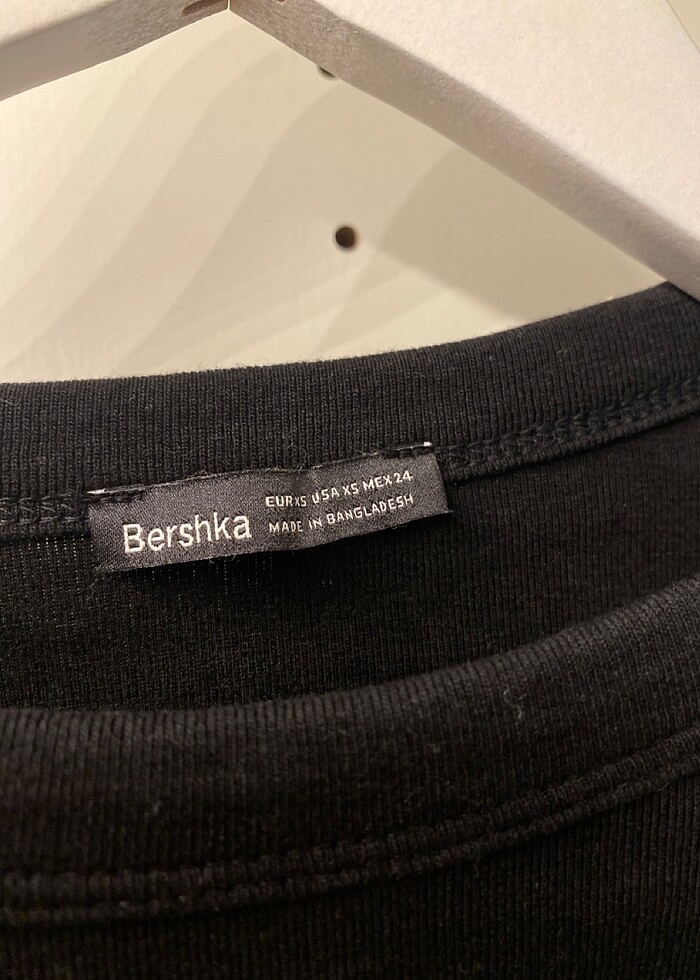 Bershka
EUR XS USA XS MEX 24
MADE IN BANGLADESH